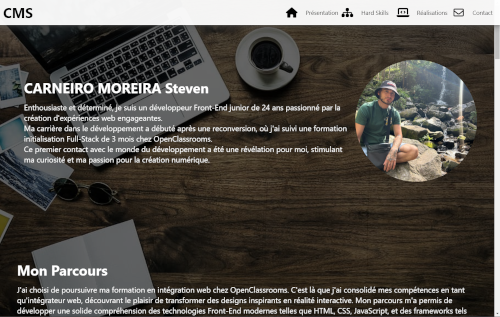 CMS
Présentation
Hard Skills
Réalisations
Contact
CARNEIRO MOREIRA Steven
Enthousiaste et déterminé, je suis un développeur Front-End junior de 24 ans passionné par la
création d'expériences web engageantes.
Ma carrière dans le développement a débuté après une reconversion, où j'ai suivi une formation
initialisation Full-Stack de 3 mois chez OpenClassrooms.
Ce premier contact avec le monde du développement a été une révélation pour moi, stimulant
ma curiosité et ma passion pour la création numérique.
Mon Parcours
J'ai choisi de poursuivre ma formation en intégration web chez OpenClassrooms. C'est là que j'ai consolidé mes compétences en tant
qu'intégrateur web, découvrant le plaisir de transformer des designs inspirants en réalité interactive. Mon parcours m'a permis de
développer une solide compréhension des technologies Front-End modernes telles que HTML, CSS, JavaScript, et des frameworks tels